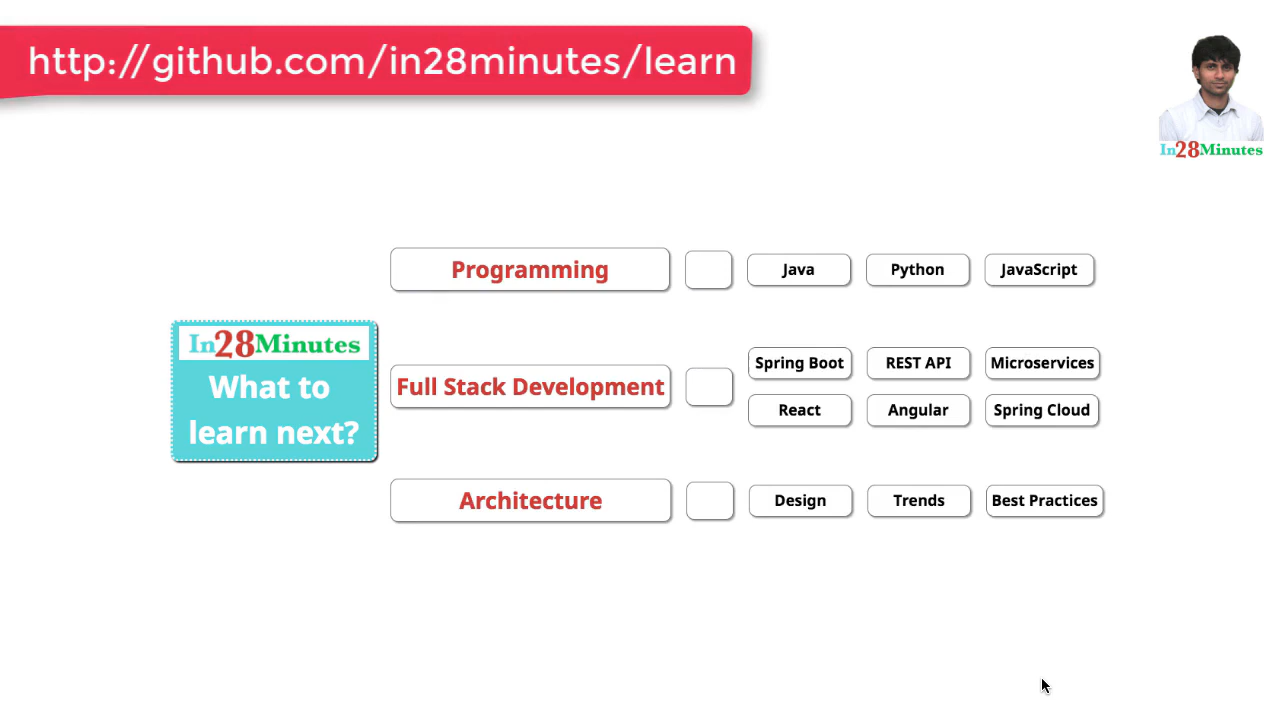 http://github.com/in28minutes/learn
In28Minutes
Programming
Java
Python
JavaScript
In28Minutes
What to
learn next?
Full Stack Development
Spring Boot
REST API
Microservices
React
Angular
Spring Cloud
Architecture
Design
Trends
Best Practices